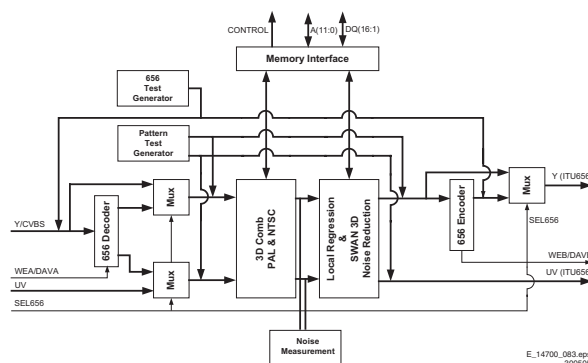 CONTROL
A(11:0)
DQ(16:1)
Memory Interface
656
Test
Generator
Pattern
Test
Generator
Y/CVBS
656 Decoder
Mux
Mux
3D Comb
PAL & NTSC
Local Regression
&
SWAN 3D
Noise Reduction
656 Encoder
Mux
Y (ITU656
SEL656
WEA/DAVA
UV
SEL656
WEB/DAVB
UV (ITU656
Noise
Measurement
E_14700_083.eps